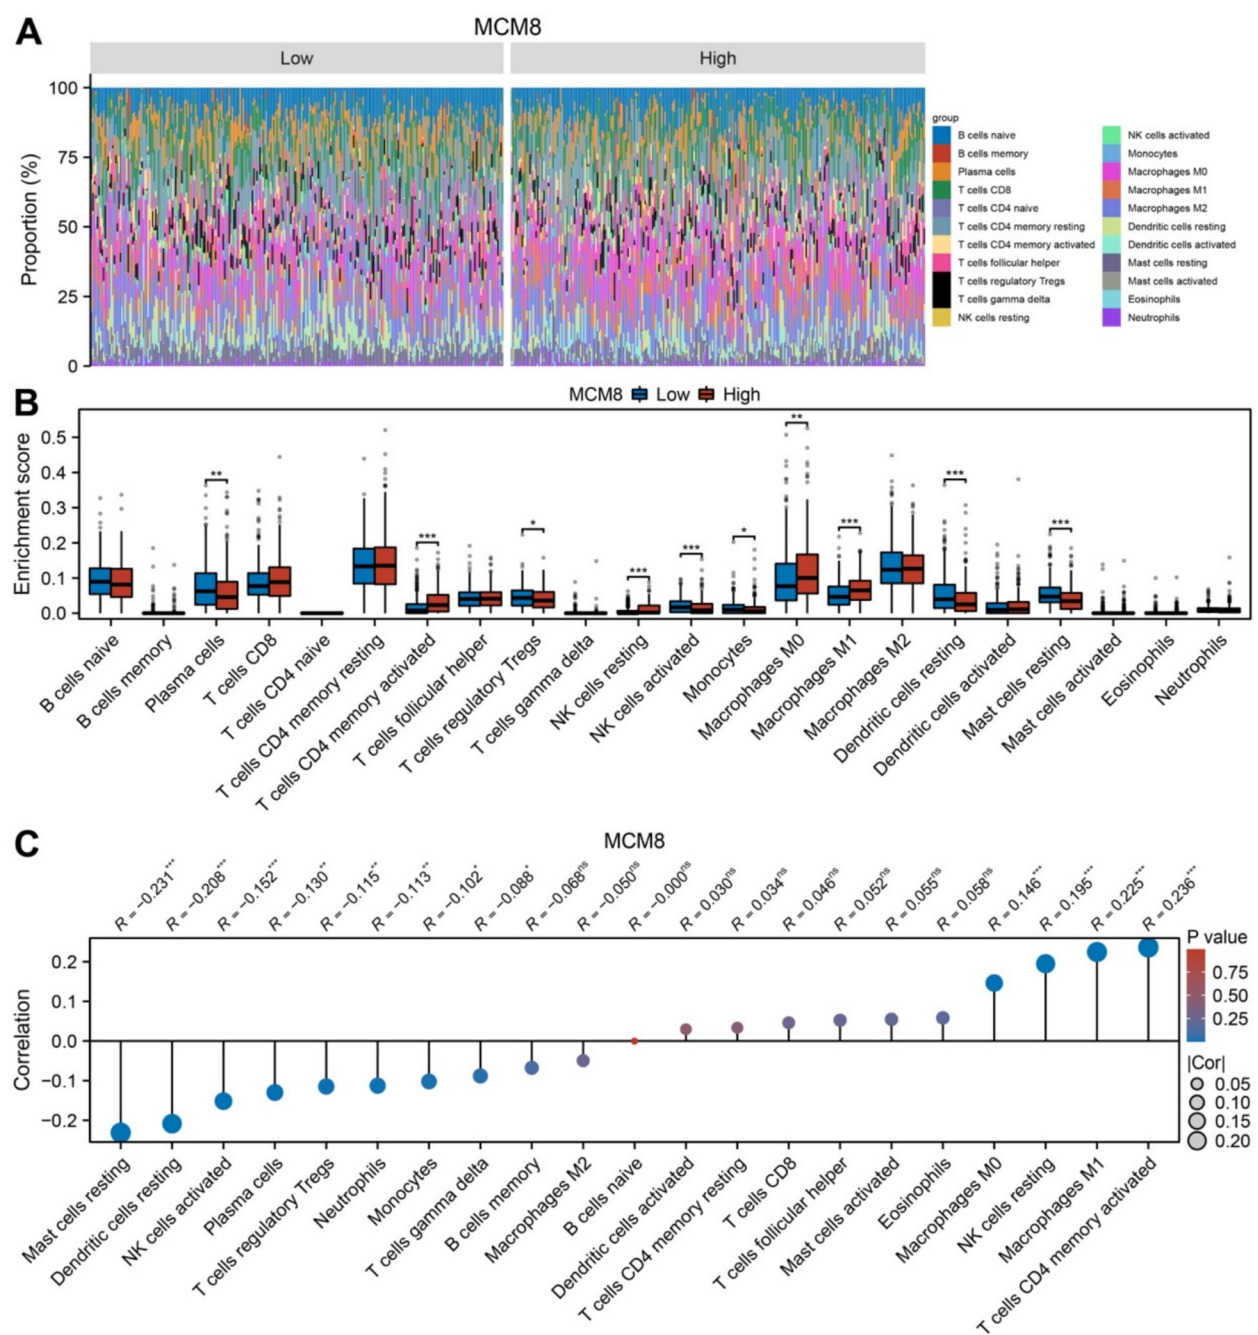 A
MCM8
Low
High
Proportion (%)
100
75
50
25
0
group
B cells naive
B cells memory
Plasma cells
T cells CD8
T cells CD4 naive
T cells CD4 memory resting
T cells CD4 memory activated
T cells follicular helper
T cells regulatory Tregs
T cells gamma delta
NK cells resting
NK cells activated
Monocytes
Macrophages M0
Macrophages M1
Macrophages M2
Dendritic cells resting
Dendritic cells activated
Mast cells resting
Mast cells activated
Eosinophils
Neutrophils
B
MCM8 Low High
Enrichment score
0.5
0.4
0.3
0.2
0.1
0.0
**
***
*
***
***
*
**
***
***
***
B cells naive
B cells memory
Plasma cells
T cells CD8
T cells CD4 naive
T cells CD4 memory resting
T cells CD4 memory activated
T cells follicular helper
T cells regulatory Tregs
T cells gamma delta
NK cells resting
NK cells activated
Monocytes
Macrophages M0
Macrophages M1
Macrophages M2
Dendritic cells resting
Dendritic cells activated
Mast cells resting
Mast cells activated
Eosinophils
Neutrophils
C
MCM8
R = −0.231***
R = −0.208***
R = −0.152***
R = −0.130**
R = −0.115**
R = −0.113**
R = −0.102*
R = −0.088*
R = −0.068ns
R = −0.050ns
R = −0.000ns
R = 0.030ns
R = 0.034ns
R = 0.046ns
R = 0.052ns
R = 0.055ns
R = 0.058ns
R = 0.146***
R = 0.195***
R = 0.225***
R = 0.236***
Correlation
0.2
0.1
0.0
−0.1
−0.2
P value
0.75
0.50
0.25
|Cor|
0.05
0.10
0.15
0.20
Mast cells resting
Dendritic cells resting
NK cells activated
Plasma cells
T cells regulatory Tregs
Neutrophils
Monocytes
T cells gamma delta
B cells memory
Macrophages M2
B cells naive
Dendritic cells activated
T cells CD4 memory resting
T cells CD8
T cells follicular helper
Mast cells activated
Eosinophils
Macrophages M0
NK cells resting
Macrophages M1
T cells CD4 memory activated